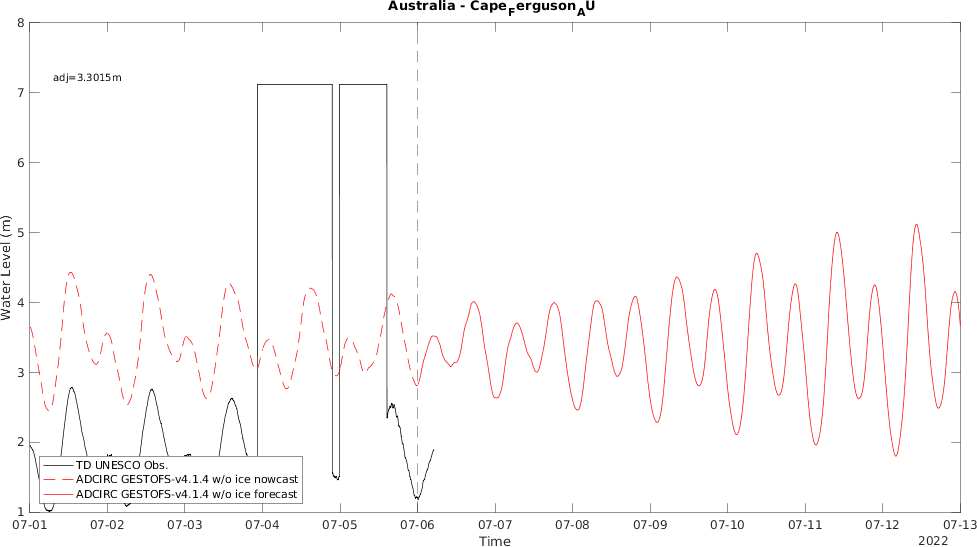 Australia - Cape_Ferguson_AU
8
adj=3.3015m
7
6
5
4
3
2
1
Water Level (m)
TD UNESCO Obs.
ADCIRC GESTOFS-v4.1.4 w/o ice nowcast
ADCIRC GESTOFS-v4.1.4 w/o ice forecast
07-01 07-02 07-03 07-04 07-05 07-06 07-07 07-08 07-09 07-10 07-11 07-12 07-13
Time
2022